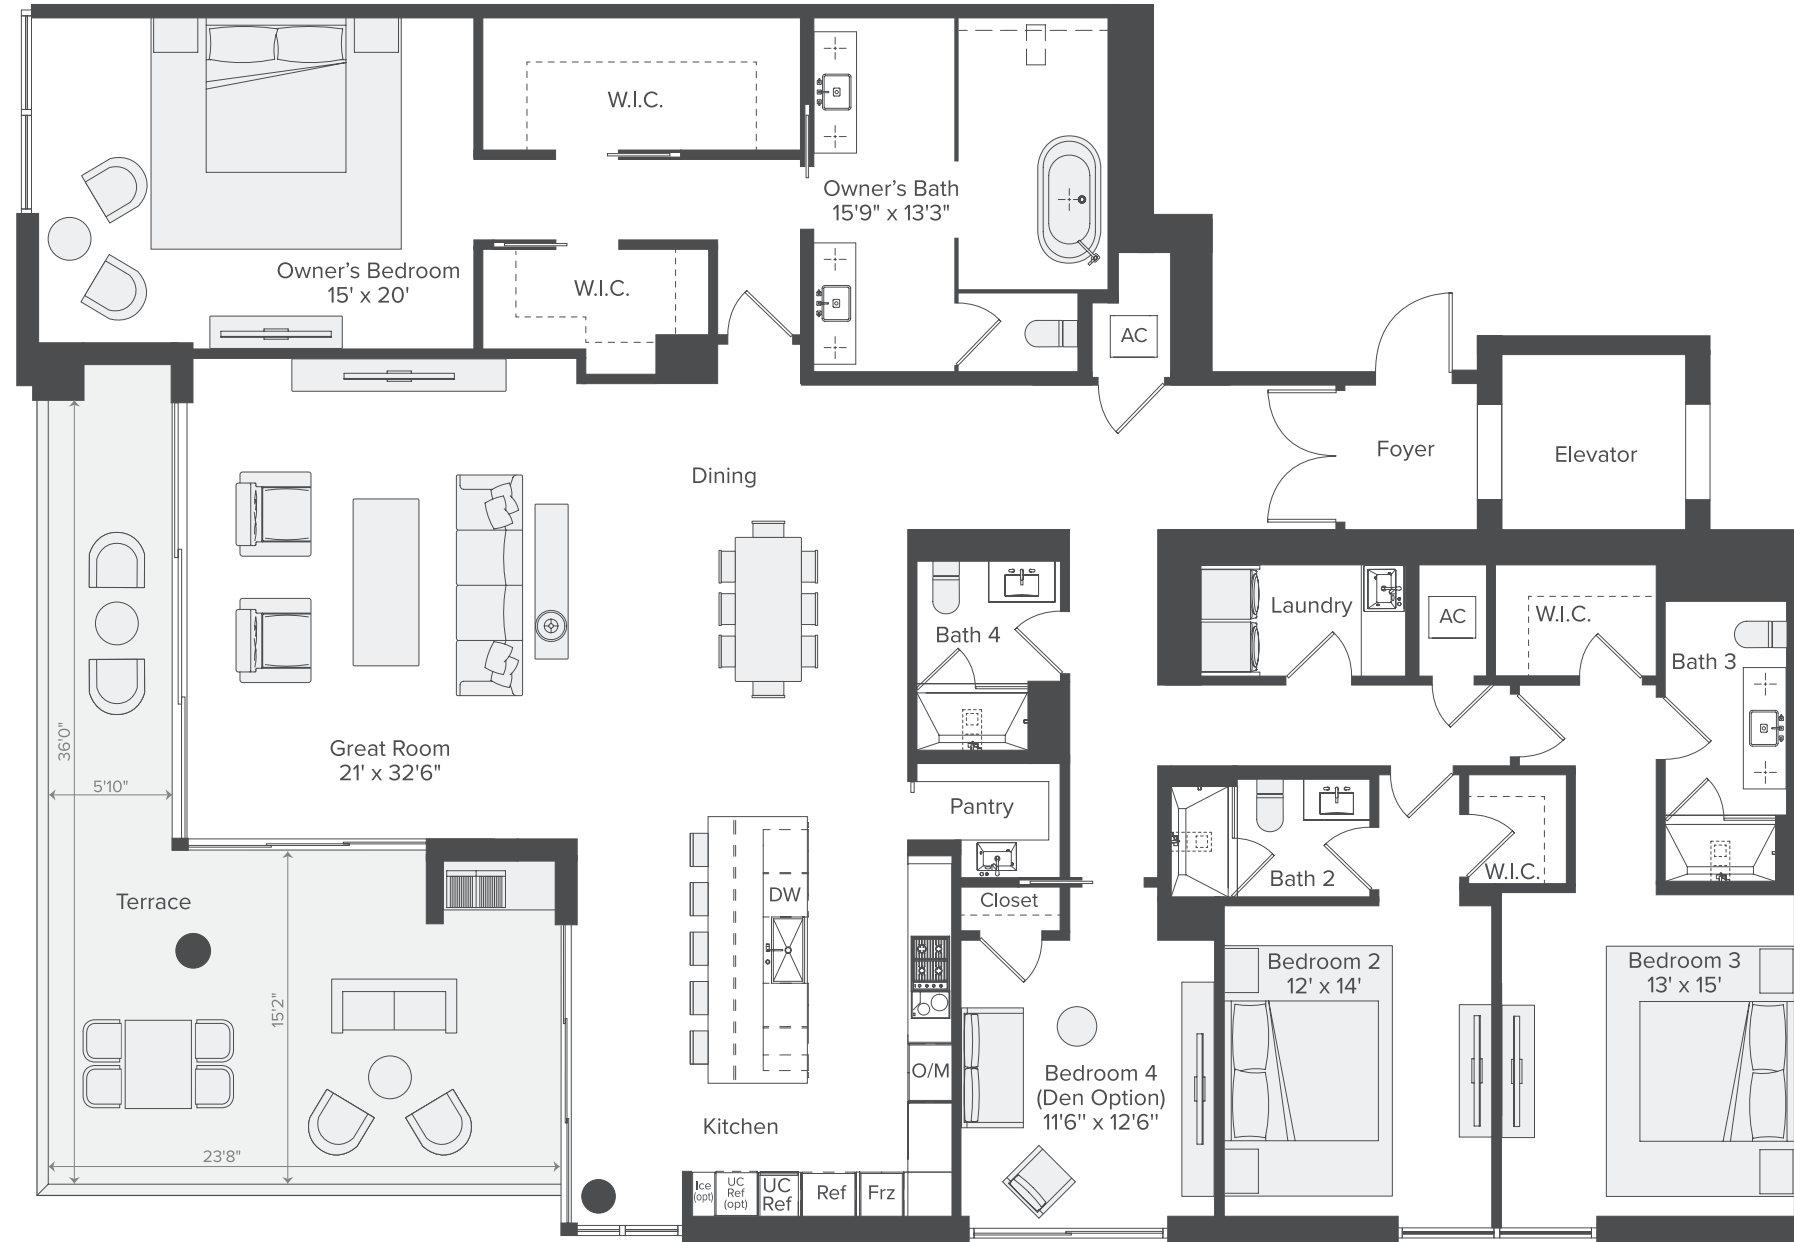 W.I.C.
Owner's Bath
15'9" x 13'3"
Owner's Bedroom
15' x 20'
W.I.C.
AC
Foyer
Elevator
Dining
Laundry
AC
W.I.C.
Bath 4
Bath 3
36'0"
Great Room
21' x 32'6"
5'10"
Pantry
Bath 2
W.I.C.
DW
Closet
Terrace
15'2"
Bedroom 2
12' x 14'
Bedroom 3
13' x 15'
O/M
Bedroom 4
(Den Option)
11'6" x 12'6"
Kitchen
23'8"
Ice
(opt)
UC
Ref
(opt)
UC
Ref
Ref
Frz